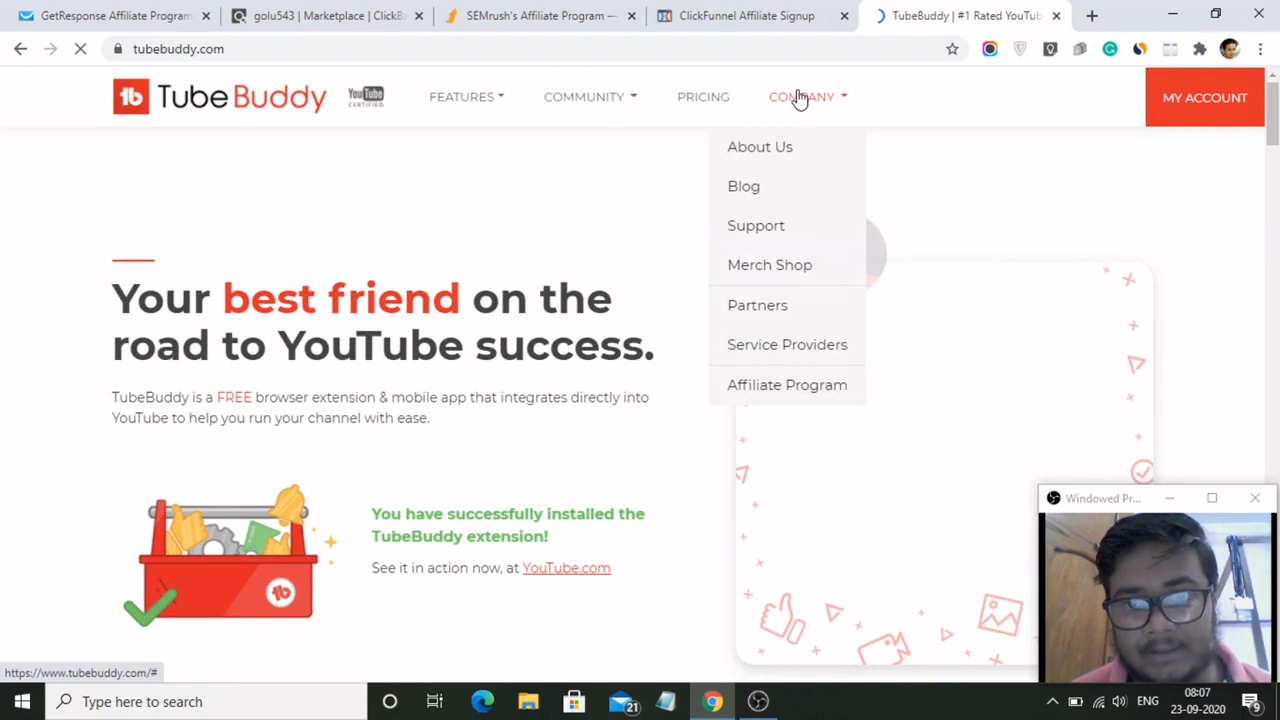 GetResponse Affiliate Program
golu543 | Marketplace | ClickBa
SEMrush's Affiliate Program —
ClickFunnel Affiliate Signup
TubeBuddy | #1 Rated YouTub
tubebuddy.com
TubeBuddy
YouTube
CERTIFIED
FEATURES
COMMUNITY
PRICING
COMPANY
MY ACCOUNT
About Us
Blog
Support
Merch Shop
Partners
Service Providers
Affiliate Program
Your best friend on the
road to YouTube success.
TubeBuddy is a FREE browser extension & mobile app that integrates directly into
YouTube to help you run your channel with ease.
You have successfully installed the
TubeBuddy extension!
See it in action now, at YouTube.com
Windowed Pr...
https://www.tubebuddy.com/#
Type here to search
21
ENG
08:07
23-09-2020
9